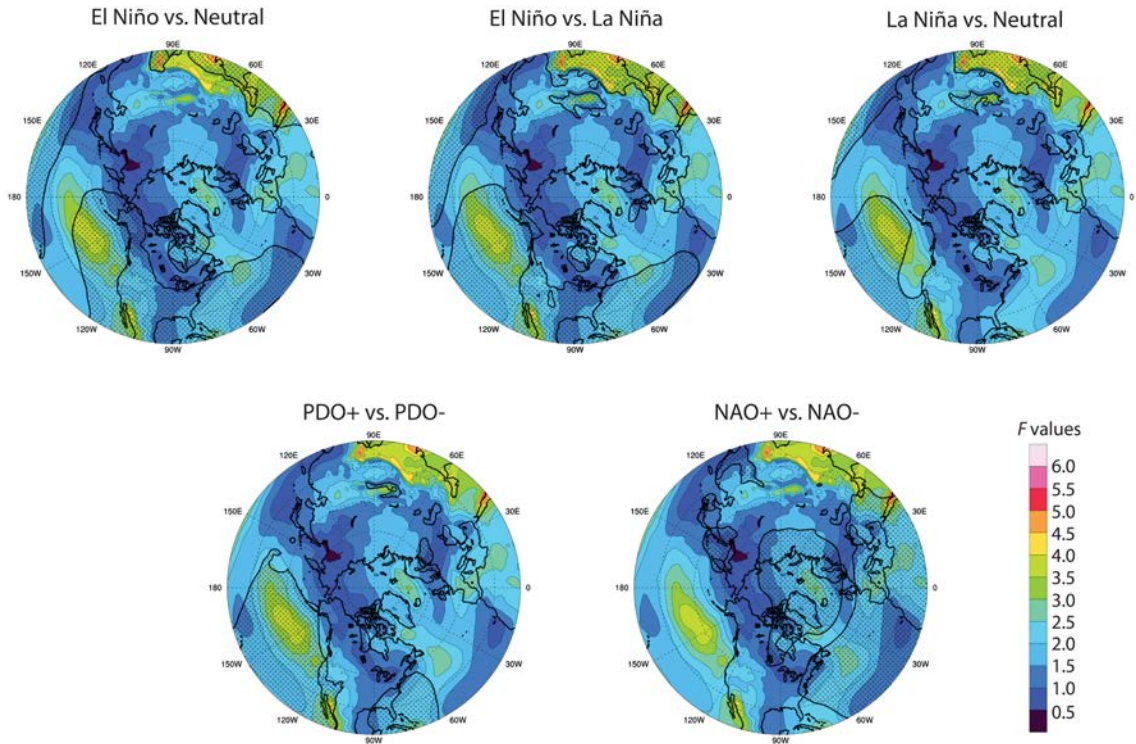 El Niño vs. Neutral
El Niño vs. La Niña
La Niña vs. Neutral
90E
120E
60E
150E
30E
180
0
150W
30W
120W
60W
90W
90E
120E
60E
150E
30E
180
0
150W
30W
120W
60W
90W
90E
120E
60E
150E
30E
180
0
150W
30W
120W
60W
90W
PDO+ vs. PDO-
NAO+ vs. NAO-
90E
120E
60E
150E
30E
180
0
150W
30W
120W
60W
90W
90E
120E
60E
150E
30E
180
0
150W
30W
120W
60W
90W
F values
6.0
5.5
5.0
4.5
4.0
3.5
3.0
2.5
2.0
1.5
1.0
0.5